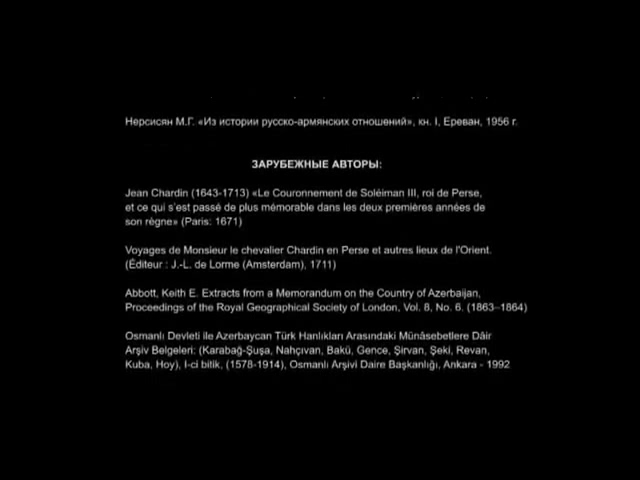 Нерсисян М.Г. «Из истории русско-армянских отношений», кн. I, Ереван, 1956 г.
ЗАРУБЕЖНЫЕ АВТОРЫ:
Jean Chardin (1643-1713) «Le Couronnement de Soléiman III, roi de Perse,
et ce qui s'est passé de plus mémorable dans les deux premières années de
son règne» (Paris: 1671)
Voyages de Monsieur le chevalier Chardin en Perse et autres lieux de l'Orient.
(Éditeur : J.-L. de Lorme (Amsterdam), 1711)
Abbott, Keith E. Extracts from a Memorandum on the Country of Azerbaijan,
Proceedings of the Royal Geographical Society of London, Vol. 8, No. 6. (1863–1864)
Osmanlı Devleti ile Azerbaycan Türk Hanlıkları Arasındaki Münâsebetlere Dâir
Arşiv Belgeleri: (Karabağ-Şuşa, Nahçıvan, Bakü, Gence, Şirvan, Şeki, Revan,
Kuba, Hoy), I-ci bitik, (1578-1914), Osmanlı Arşivi Daire Başkanlığı, Ankara - 1992